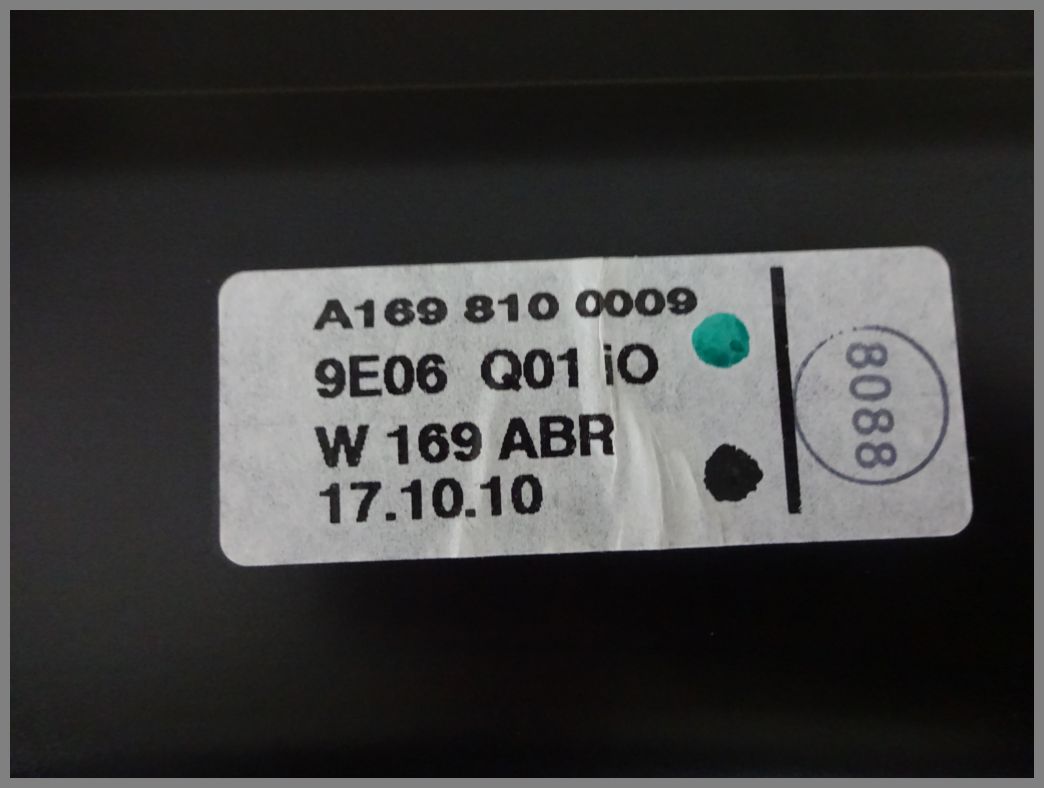 A169 810 0009
9E06 Q01 iO
W 169 ABR
17.10.10
8088